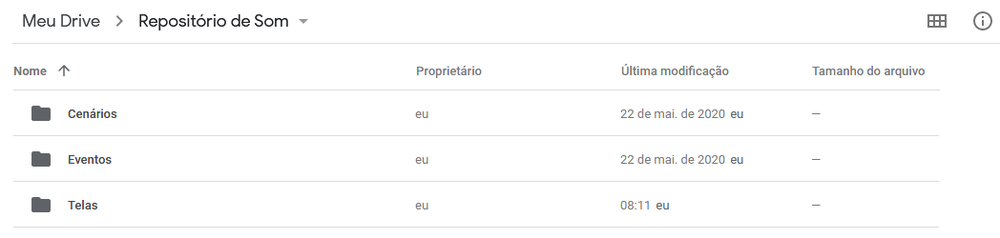 Meu Drive > Repositório de Som
Nome Proprietário Última modificação Tamanho do arquivo
Cenários eu 22 de mai. de 2020 eu —
Eventos eu 22 de mai. de 2020 eu —
Telas eu 08:11 eu —